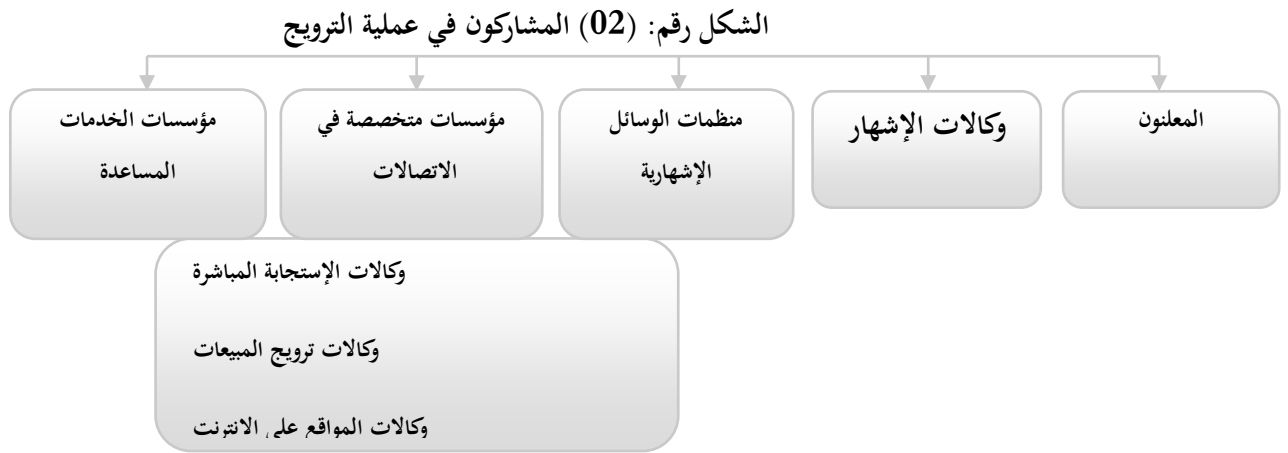 الشكل رقم: (02) المشاركون في عملية الترويج
المعلنون
وكالات الإشهار
منظمات الوسائل
الإشهارية
مؤسسات متخصصة في
الاتصالات
مؤسسات الخدمات
المساعدة
وكالات الإستجابة المباشرة
وكالات ترويج المبيعات
وكالات المواقع على الانترنت